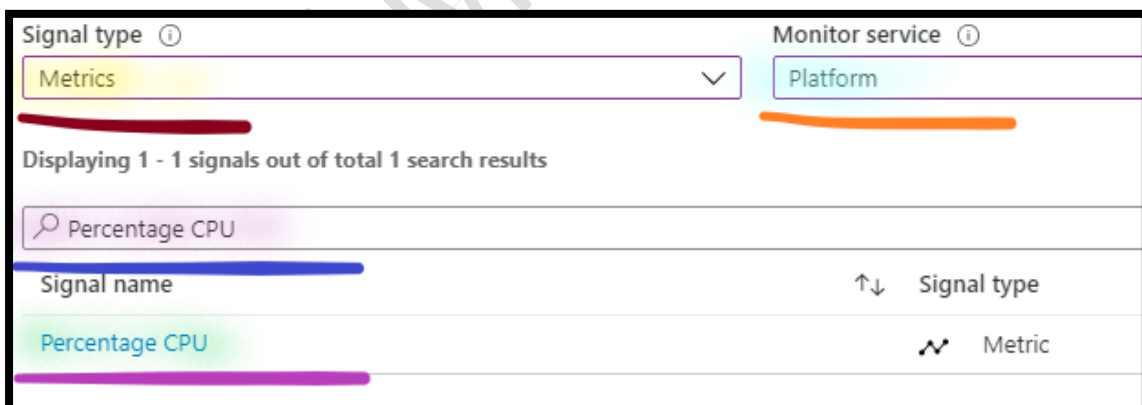 Signal type Monitor service
Metrics Platform
Displaying 1 - 1 signals out of total 1 search results
Percentage CPU
Signal name Signal type
Percentage CPU Metric